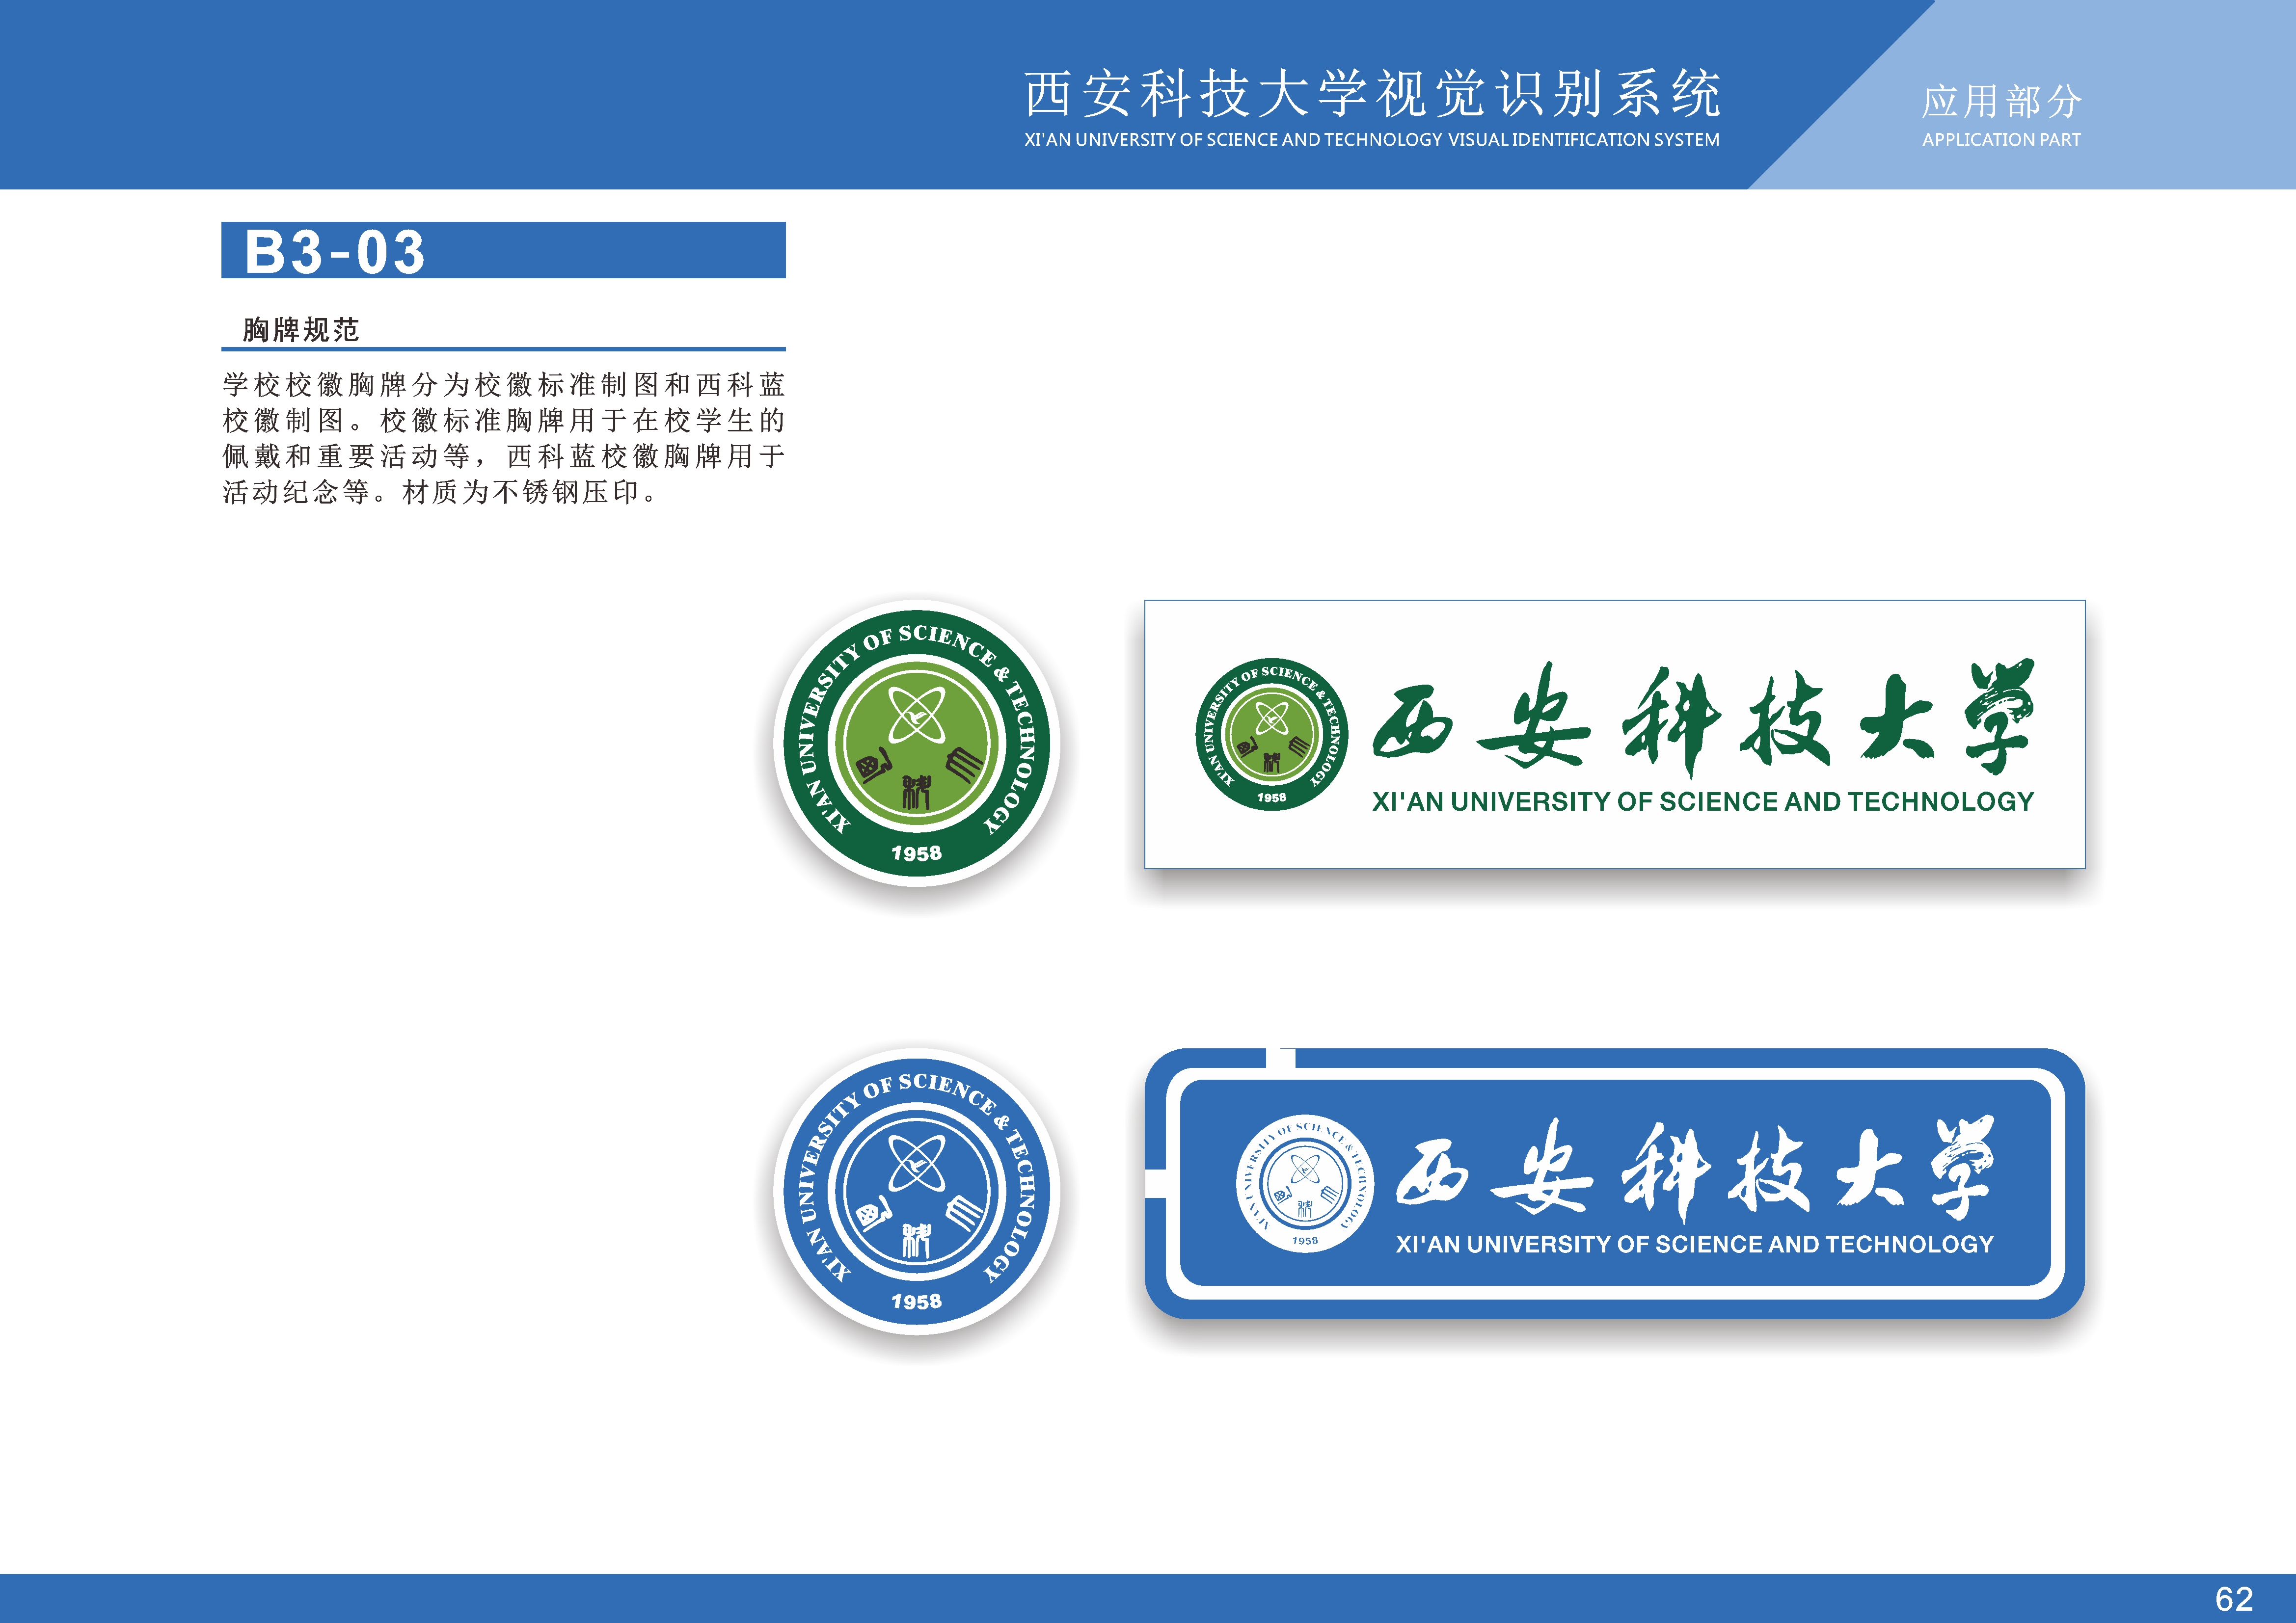 西安科技大学视觉识别系统
XI'AN UNIVERSITY OF SCIENCE AND TECHNOLOGY VISUAL IDENTIFICATION SYSTEM
应用部分
APPLICATION PART
B3-03
胸牌规范
学校校徽胸牌分为校徽标准制图和西科蓝
校徽制图。校徽标准胸牌用于在校学生的
佩戴和重要活动等，西科蓝校徽胸牌用于
活动纪念等。材质为不锈钢压印。
XI'AN UNIVERSITY OF SCIENCE & TECHNOLOGY
1958
XI'AN UNIVERSITY OF SCIENCE & TECHNOLOGY
1958
西安科技大学
XI'AN UNIVERSITY OF SCIENCE AND TECHNOLOGY
XI'AN UNIVERSITY OF SCIENCE & TECHNOLOGY
1958
XI'AN UNIVERSITY OF SCIENCE & TECHNOLOGY
1958
西安科技大学
XI'AN UNIVERSITY OF SCIENCE AND TECHNOLOGY
62